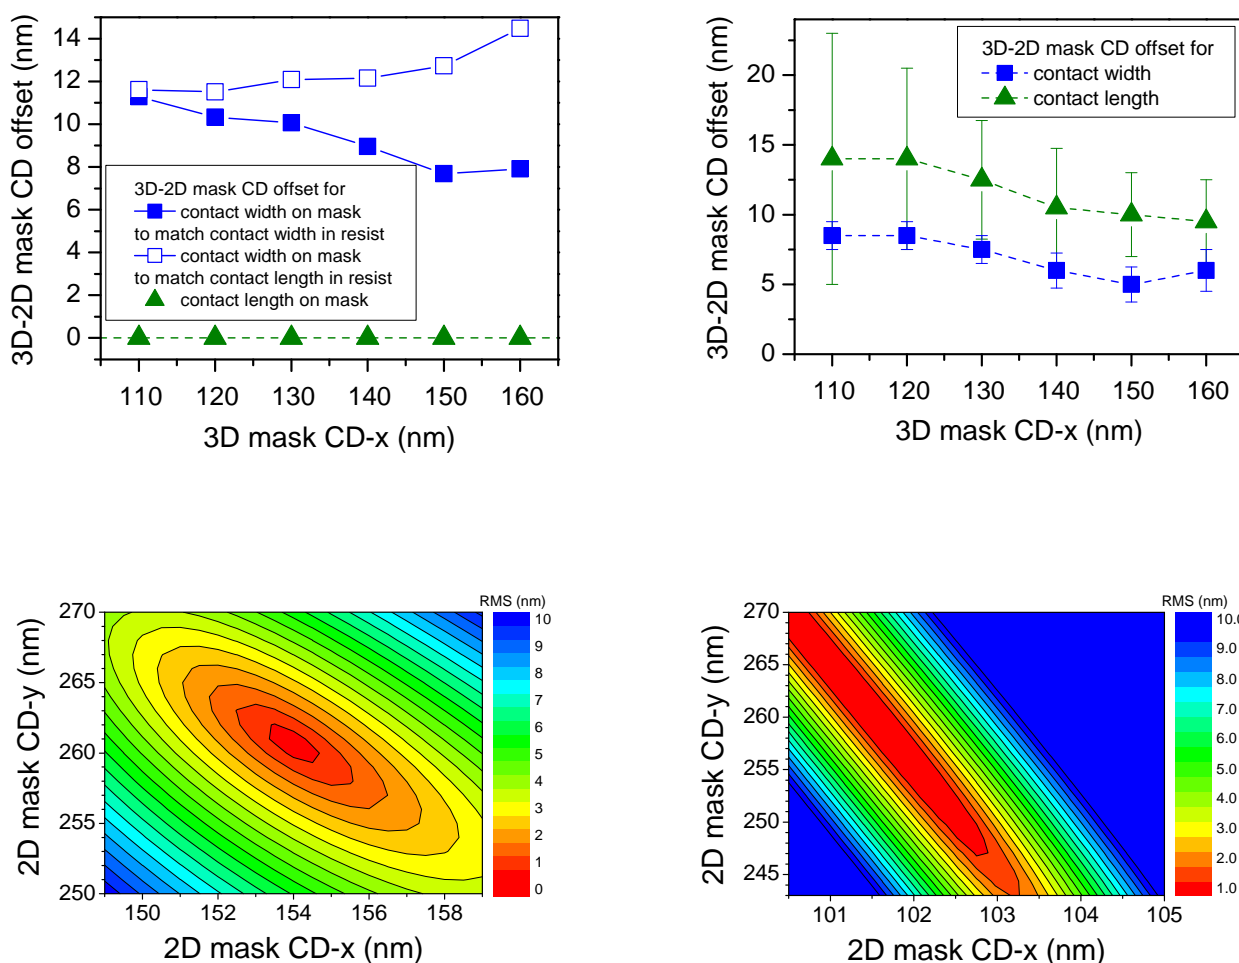 3D-2D mask CD offset (nm)
14
12
10
8
6
4
2
0
3D-2D mask CD offset for
contact width on mask
to match contact width in resist
contact width on mask
to match contact length in resist
contact length on mask
110 120 130 140 150 160
3D mask CD-x (nm)
3D-2D mask CD offset (nm)
20
15
10
5
0
3D-2D mask CD offset for
contact width
contact length
110 120 130 140 150 160
3D mask CD-x (nm)
2D mask CD-y (nm)
270
265
260
255
250
150 152 154 156 158
2D mask CD-x (nm)
RMS (nm)
10
9
8
7
6
5
4
3
2
1
0
2D mask CD-y (nm)
270
265
260
255
250
245
101 102 103 104 105
2D mask CD-x (nm)
RMS (nm)
10.0
9.0
8.0
7.0
6.0
5.0
4.0
3.0
2.0
1.0